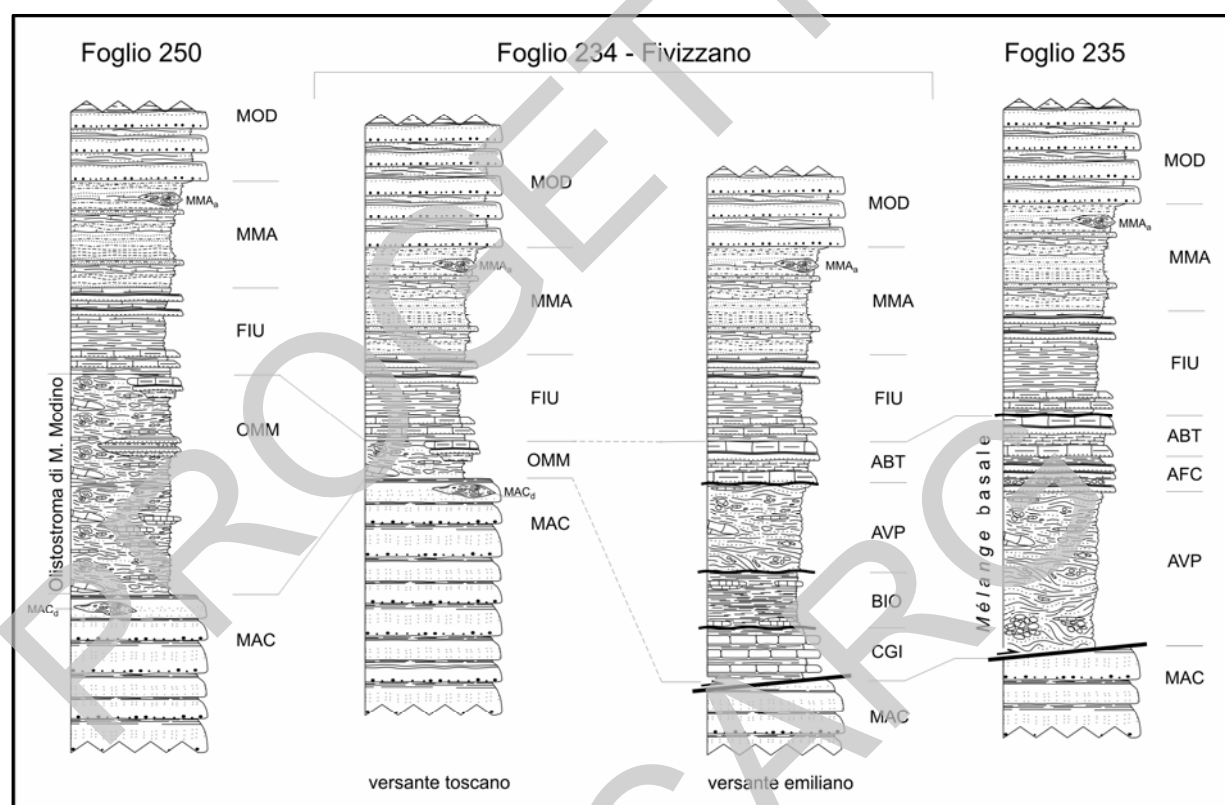 Foglio 250
Foglio 234 - Fivizzano
Foglio 235
MOD
MMAa
MMA
FIU
Olistostroma di M. Modino
OMM
MACd
MAC
MOD
MMAa
MMA
FIU
OMM
MACd
MAC
versante toscano
MOD
MMAa
MMA
FIU
ABT
AVP
BIO
CGI
MAC
versante emiliano
MOD
MMAa
MMA
FIU
Mélange basale
ABT
AFC
AVP
MAC
PROGET
CARO